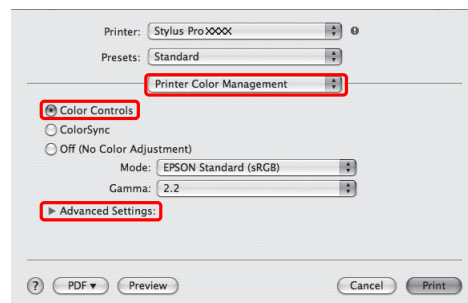 Printer: Stylus Pro XXXX
Presets: Standard
Printer Color Management
Color Controls
ColorSync
Off (No Color Adjustment)
Mode: EPSON Standard (sRGB)
Gamma: 2.2
Advanced Settings:
? PDF Preview Cancel Print